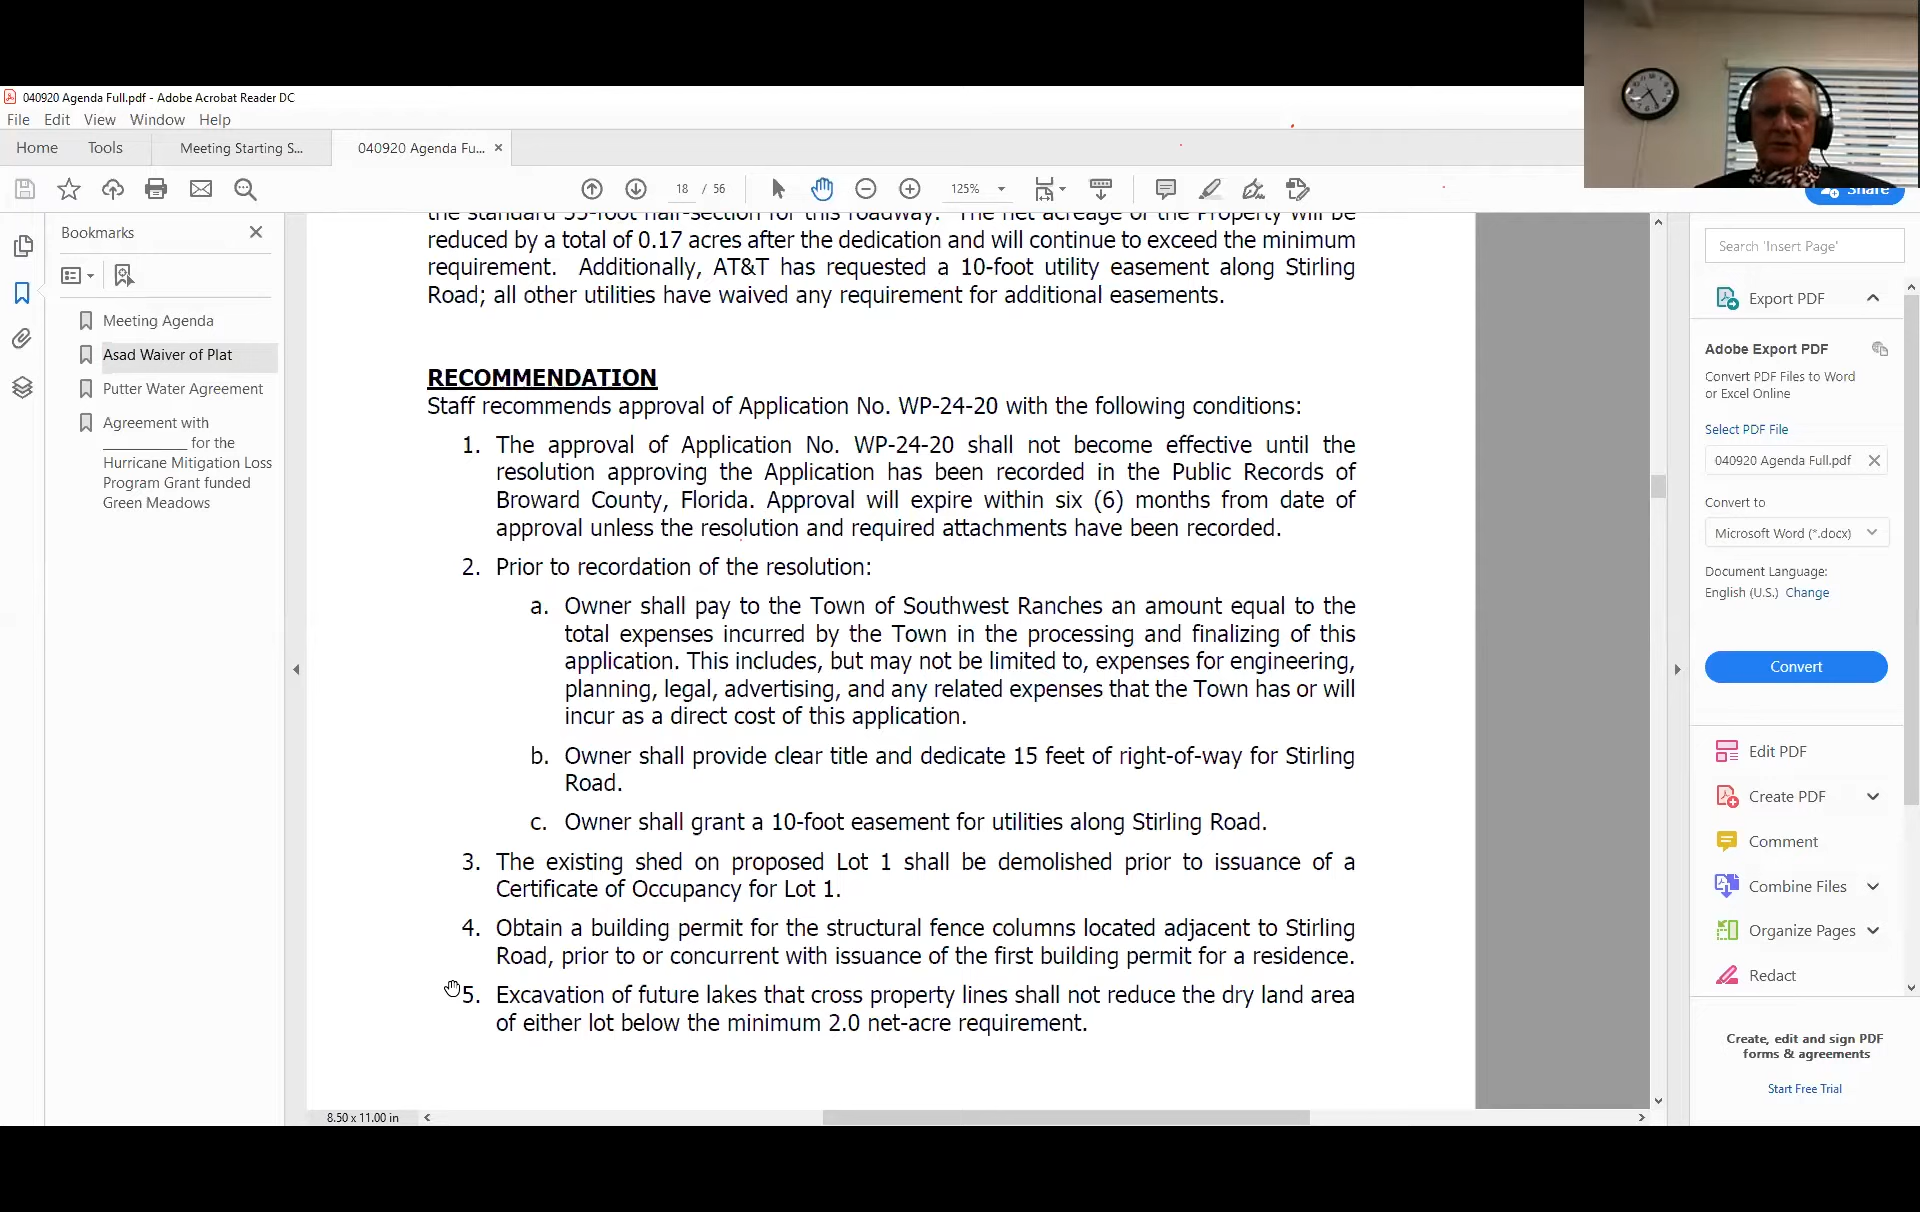 040920 Agenda Full.pdf - Adobe Acrobat Reader DC
File Edit View Window Help
Home Tools Meeting Starting S... 040920 Agenda Fu... ×
18 / 56 125%
Share
Bookmarks
Meeting Agenda
Asad Waiver of Plat
Putter Water Agreement
Agreement with
____________ for the
Hurricane Mitigation Loss
Program Grant funded
Green Meadows
the standard 55-foot half-section for this roadway. The net acreage of the Property will be
reduced by a total of 0.17 acres after the dedication and will continue to exceed the minimum
requirement. Additionally, AT&T has requested a 10-foot utility easement along Stirling
Road; all other utilities have waived any requirement for additional easements.
RECOMMENDATION
Staff recommends approval of Application No. WP-24-20 with the following conditions:
1. The approval of Application No. WP-24-20 shall not become effective until the
resolution approving the Application has been recorded in the Public Records of
Broward County, Florida. Approval will expire within six (6) months from date of
approval unless the resolution and required attachments have been recorded.
2. Prior to recordation of the resolution:
a. Owner shall pay to the Town of Southwest Ranches an amount equal to the
total expenses incurred by the Town in the processing and finalizing of this
application. This includes, but may not be limited to, expenses for engineering,
planning, legal, advertising, and any related expenses that the Town has or will
incur as a direct cost of this application.
b. Owner shall provide clear title and dedicate 15 feet of right-of-way for Stirling
Road.
c. Owner shall grant a 10-foot easement for utilities along Stirling Road.
3. The existing shed on proposed Lot 1 shall be demolished prior to issuance of a
Certificate of Occupancy for Lot 1.
4. Obtain a building permit for the structural fence columns located adjacent to Stirling
Road, prior to or concurrent with issuance of the first building permit for a residence.
5. Excavation of future lakes that cross property lines shall not reduce the dry land area
of either lot below the minimum 2.0 net-acre requirement.
8.50 x 11.00 in
Search 'Insert Page'
Export PDF
Adobe Export PDF
Convert PDF Files to Word
or Excel Online
Select PDF File
040920 Agenda Full.pdf
Convert to
Microsoft Word (*.docx)
Document Language:
English (U.S.) Change
Convert
Edit PDF
Create PDF
Comment
Combine Files
Organize Pages
Redact
Create, edit and sign PDF
forms & agreements
Start Free Trial